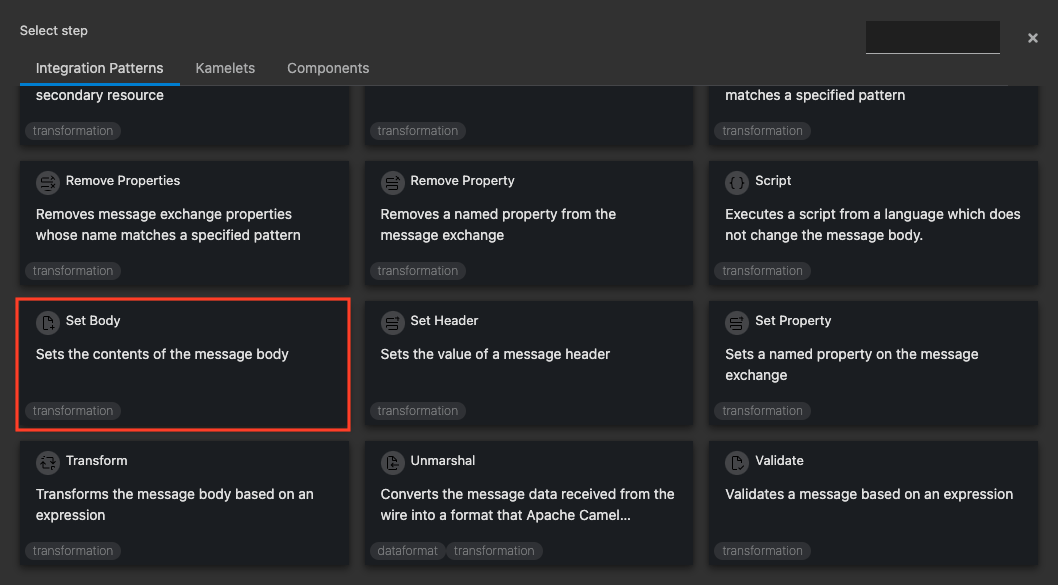 Select step
Integration Patterns Kamelets Components
secondary resource
transformation
transformation
matches a specified pattern
transformation
Remove Properties
Removes message exchange properties
whose name matches a specified pattern
transformation
Remove Property
Removes a named property from the
message exchange
transformation
Script
Executes a script from a language which does
not change the message body.
transformation
Set Body
Sets the contents of the message body
transformation
Set Header
Sets the value of a message header
transformation
Set Property
Sets a named property on the message
exchange
transformation
Transform
Transforms the message body based on an
expression
transformation
Unmarshal
Converts the message data received from the
wire into a format that Apache Camel...
dataformat transformation
Validate
Validates a message based on an expression
transformation